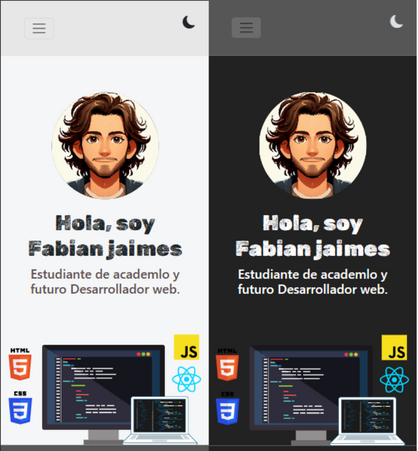 Hola, soy
Fabian jaimes
Estudiante de academlo y
futuro Desarrollador web.
HTML
5
JS
CSS
3
Hola, soy
Fabian jaimes
Estudiante de academlo y
futuro Desarrollador web.
HTML
5
JS
CSS
3